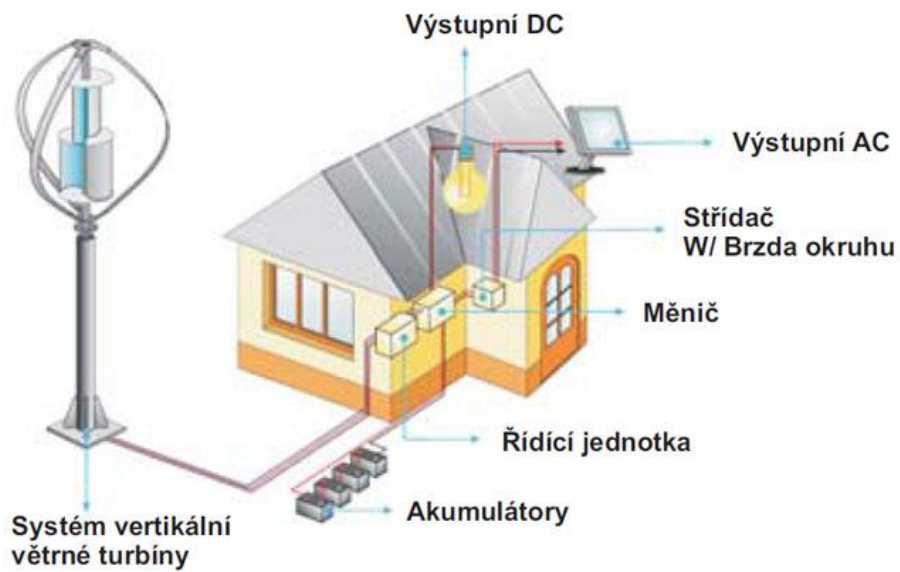 Výstupní DC
Výstupní AC
Střídač
W/ Brzda okruhu
Měnič
Řídící jednotka
Akumulátory
Systém vertikální
větrné turbíny